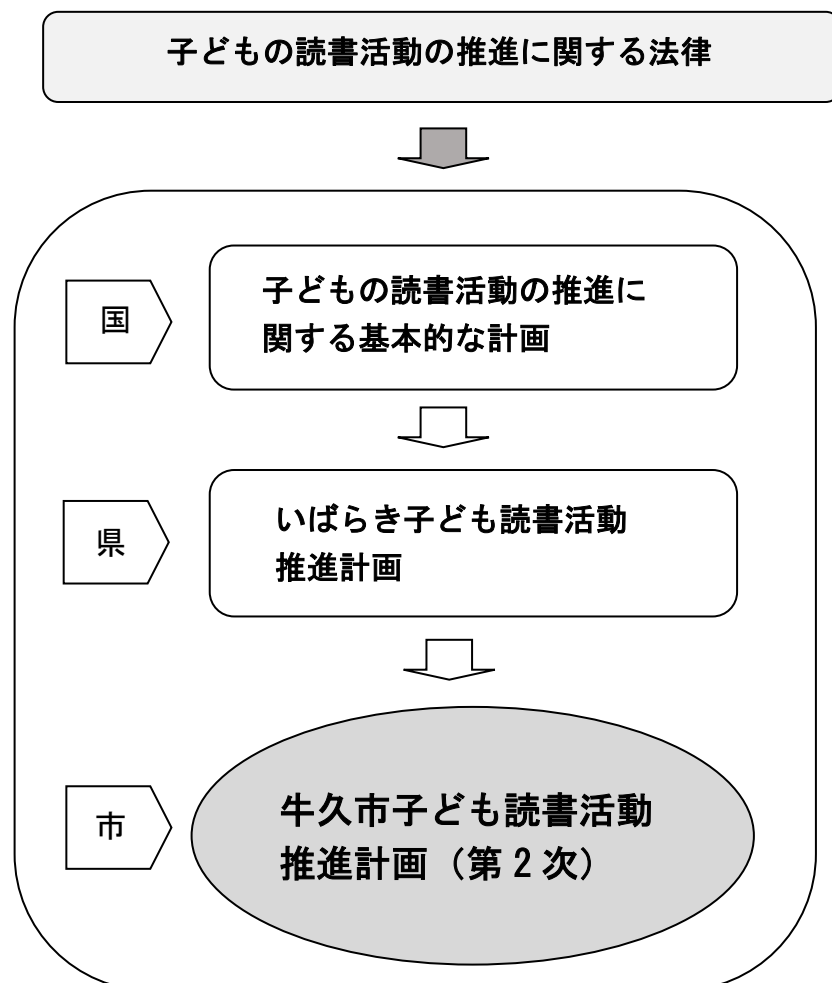 子どもの読書活動の推進に関する法律
国
子どもの読書活動の推進に
関する基本的な計画
県
いばらき子ども読書活動
推進計画
市
牛久市子ども読書活動
推進計画（第２次）